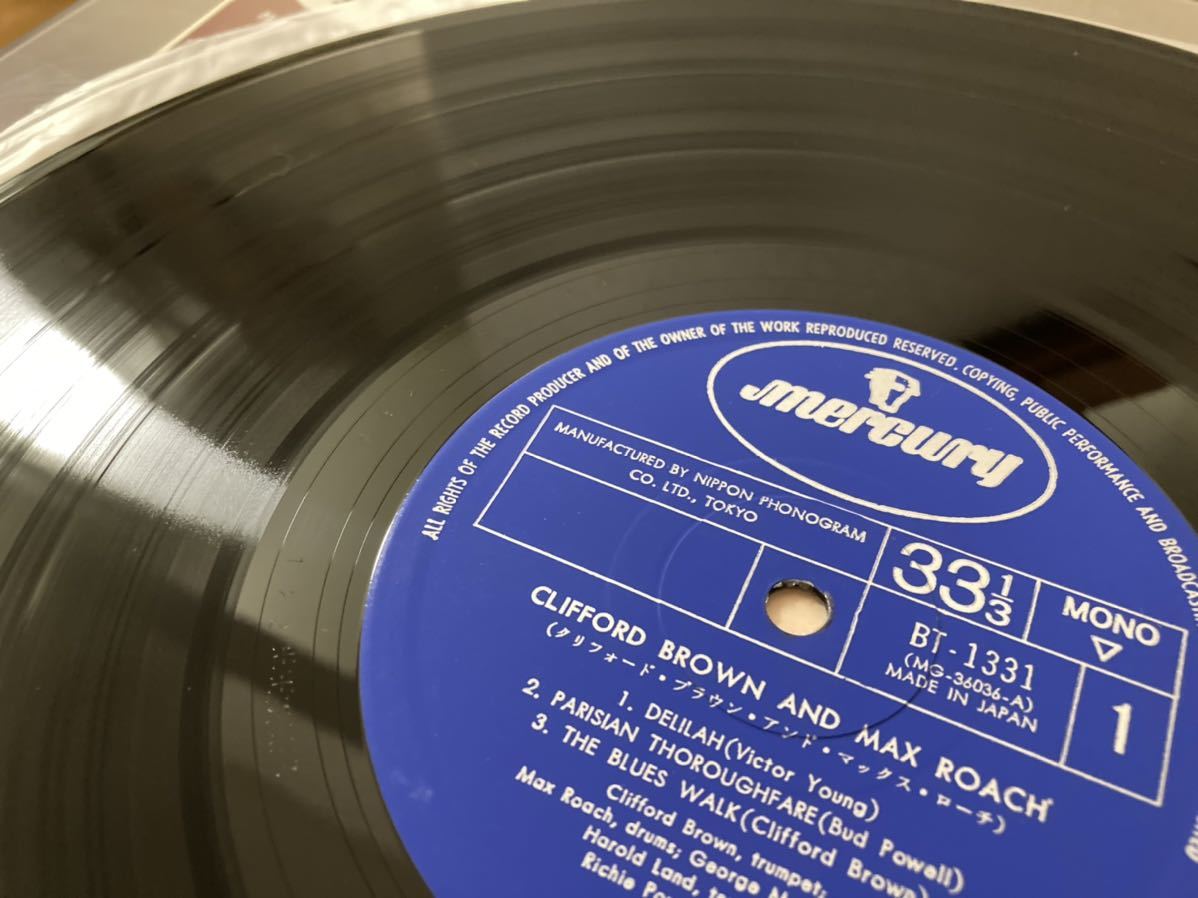 ALL RIGHTS OF THE RECORD PRODUCER AND OF THE OWNER OF THE WORK REPRODUCED RESERVED. COPYING, PUBLIC PERFORMANCE AND
mercury
MANUFACTURED BY NIPPON PHONOGRAM
CO. LTD., TOKYO
33 1/3
MONO
BT-1331
(MG-36036-A)
MADE IN JAPAN
1
CLIFFORD BROWN AND MAX ROACH
(クリフォード・ブラウン・アンド・マックス・ローチ)
1. DELILAH (Victor Young)
2. PARISIAN THOROUGHFARE (Bud Powell)
3. THE BLUES WALK (Clifford Brown)
Clifford Brown, trumpet;
Max Roach, drums; George
Harold Land,
Richie